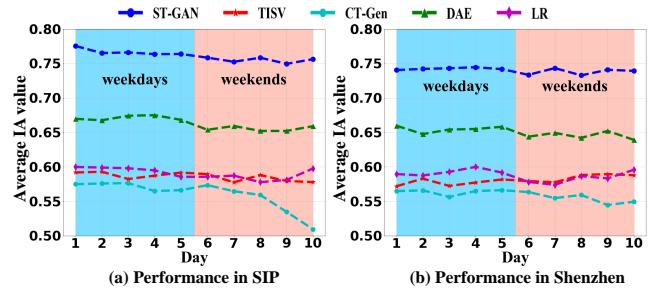 ST-GAN TISV CT-Gen DAE LR
Average IA value
0.80
0.75
0.70
0.65
0.60
0.55
0.50
weekdays weekends
1 2 3 4 5 6 7 8 9 10
Day
(a) Performance in SIP
Average IA value
0.80
0.75
0.70
0.65
0.60
0.55
0.50
weekdays weekends
1 2 3 4 5 6 7 8 9 10
Day
(b) Performance in Shenzhen